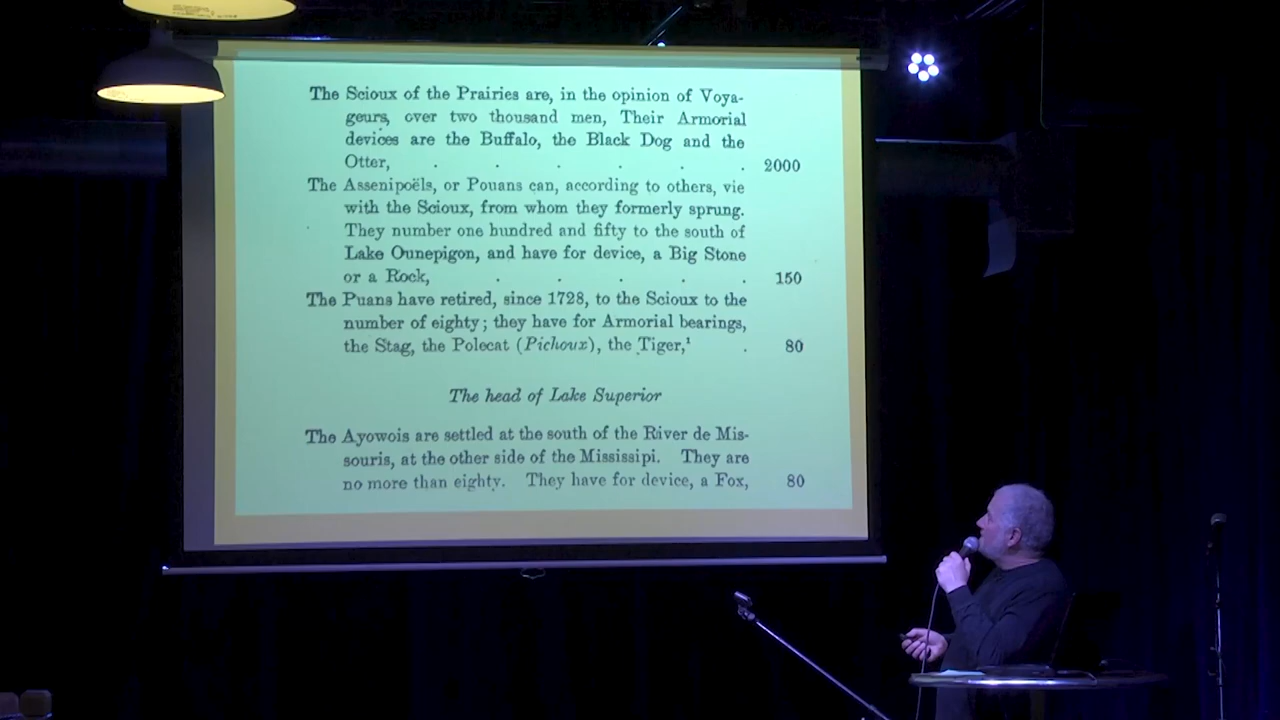 The Scioux of the Prairies are, in the opinion of Voya-
geurs, over two thousand men, Their Armorial
devices are the Buffalo, the Black Dog and the
Otter, . . . . . . 2000
The Assenipoëls, or Pouans can, according to others, vie
with the Scioux, from whom they formerly sprung.
They number one hundred and fifty to the south of
Lake Ounepigon, and have for device, a Big Stone
or a Rock, . . . . . 150
The Puans have retired, since 1728, to the Scioux to the
number of eighty; they have for Armorial bearings,
the Stag, the Polecat (Pichoux), the Tiger,¹ . 80
The head of Lake Superior
The Ayowois are settled at the south of the River de Mis-
souris, at the other side of the Mississipi. They are
no more than eighty. They have for device, a Fox, 80